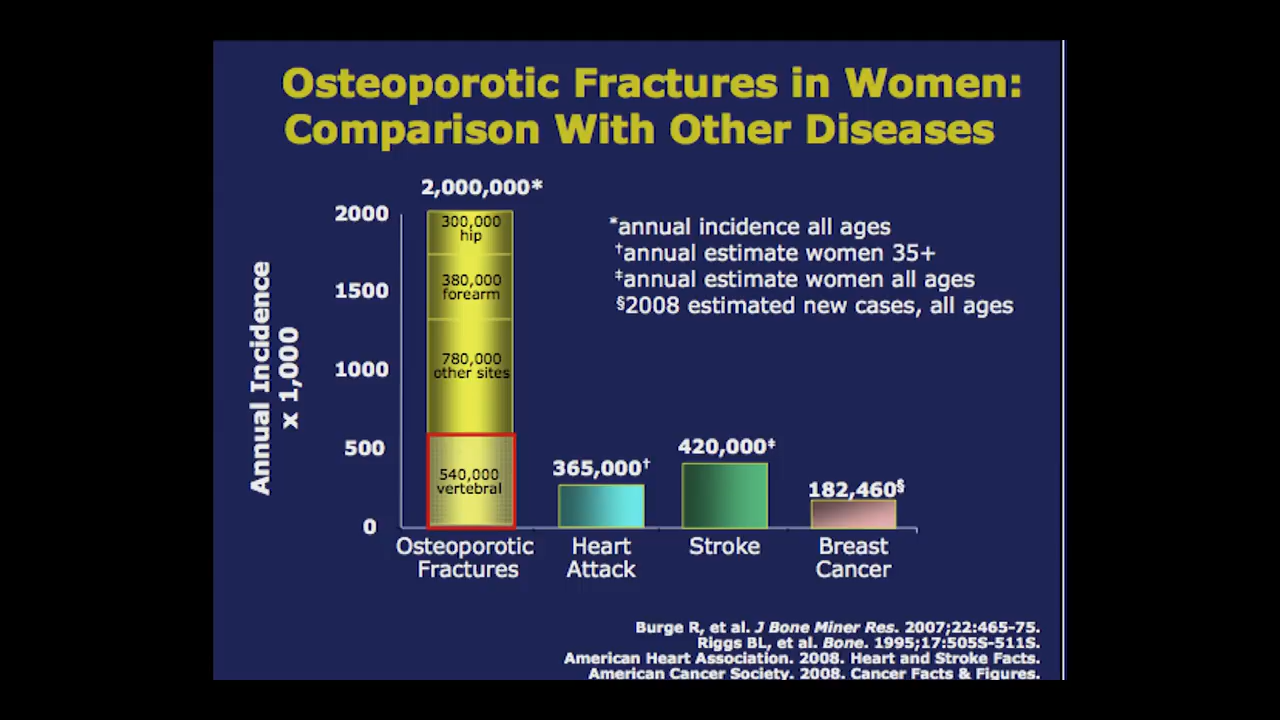 Osteoporotic Fractures in Women:
Comparison With Other Diseases
2,000,000*
2000
1500
1000
500
0
Annual Incidence
x 1,000
300,000
hip
380,000
forearm
780,000
other sites
540,000
vertebral
365,000†
420,000‡
182,460§
*annual incidence all ages
†annual estimate women 35+
‡annual estimate women all ages
§2008 estimated new cases, all ages
Osteoporotic
Fractures
Heart
Attack
Stroke
Breast
Cancer
Burge R, et al. J Bone Miner Res. 2007;22:465-75.
Riggs BL, et al. Bone. 1995;17:505S-511S.
American Heart Association. 2008. Heart and Stroke Facts.
American Cancer Society. 2008. Cancer Facts & Figures.